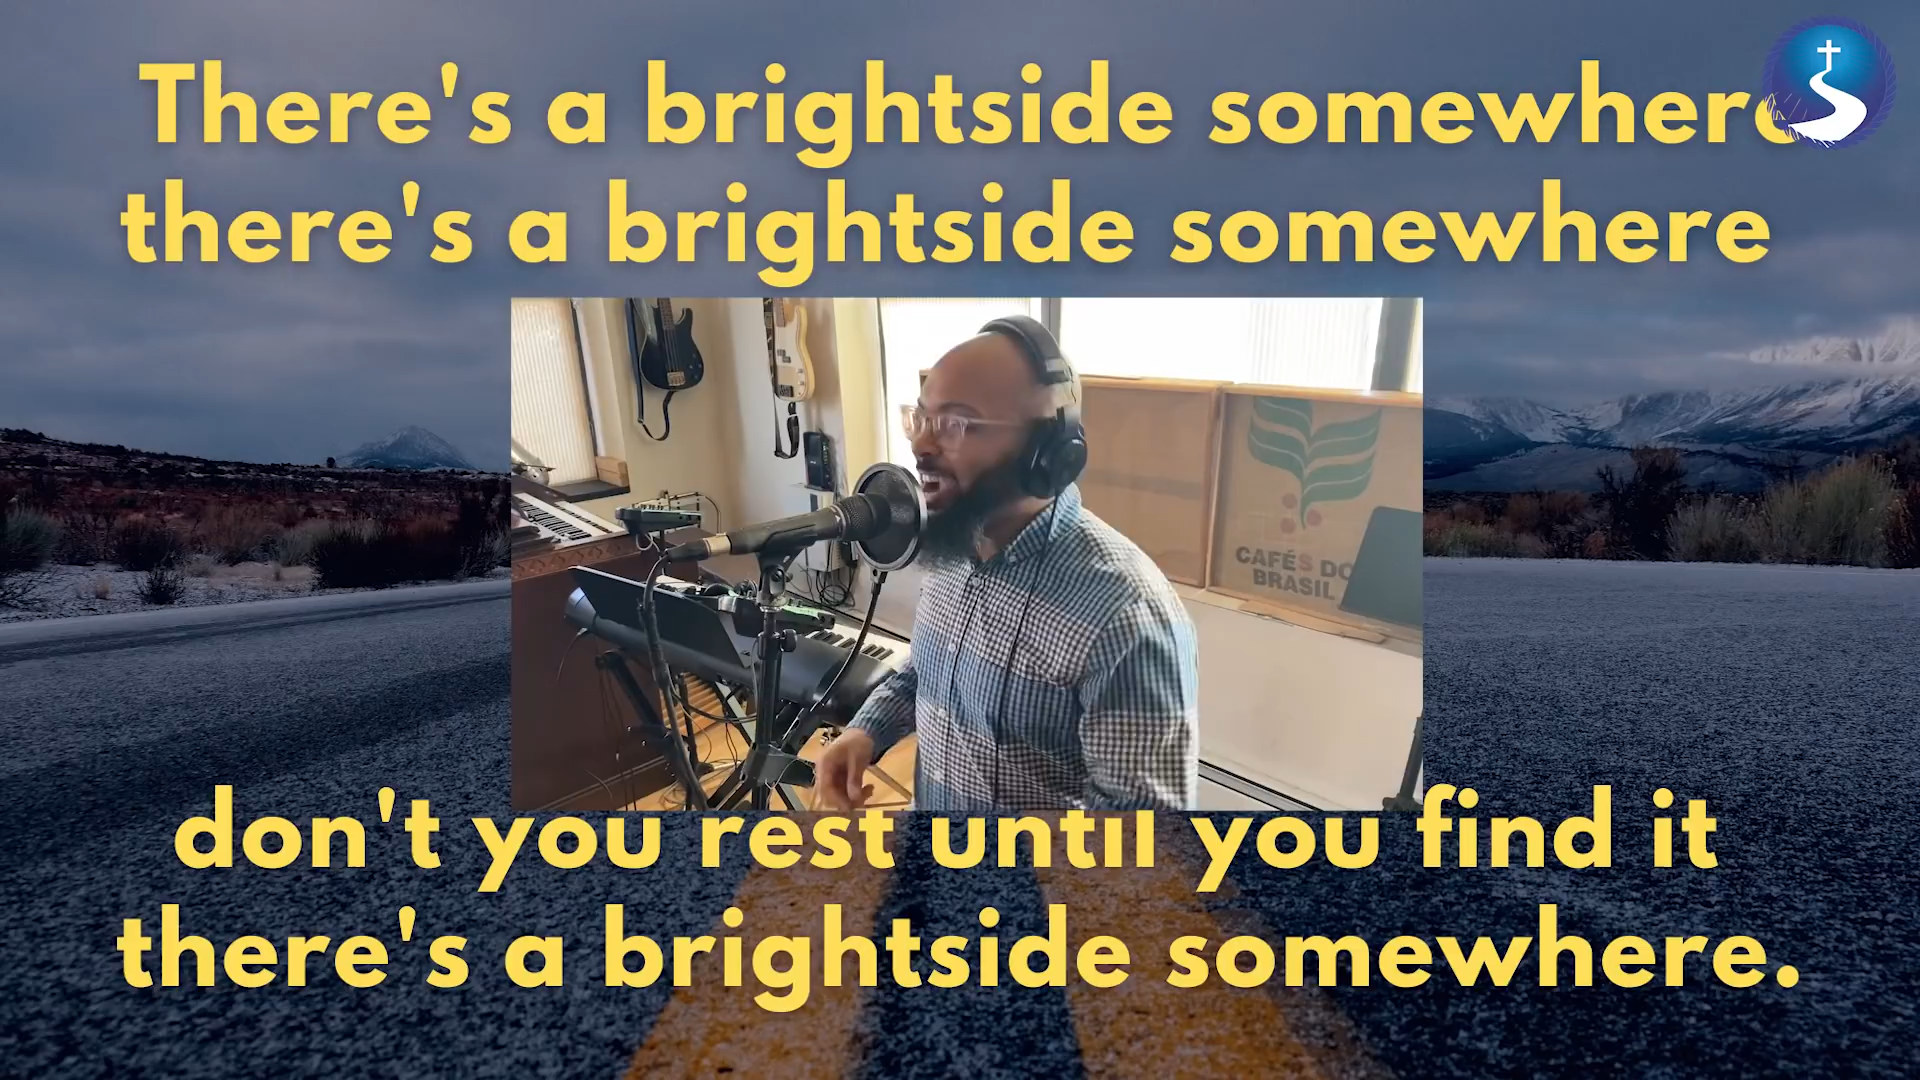 There's a brightside somewhere
there's a brightside somewhere
CAFÉS DO
BRASIL
don't you rest until you find it
there's a brightside somewhere.